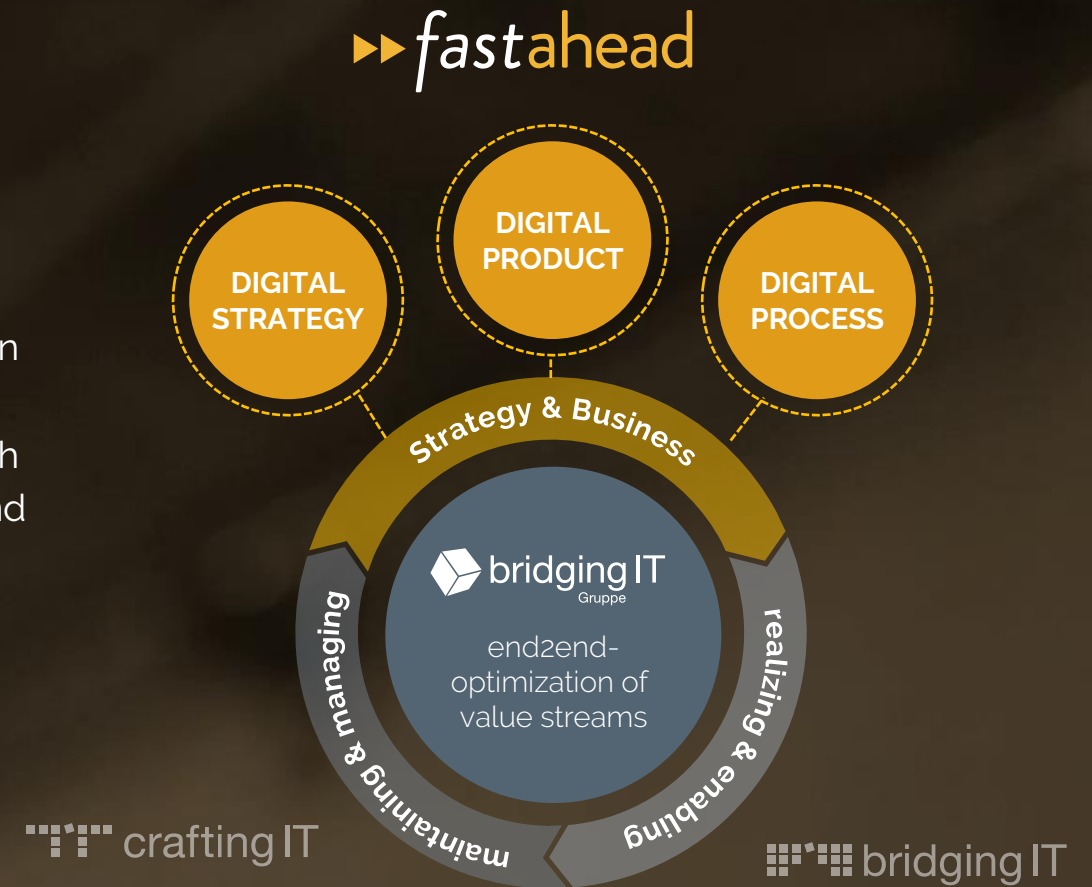 fastahead
DIGITAL
PRODUCT
DIGITAL
STRATEGY
DIGITAL
PROCESS
Strategy & Business
bridging IT
Gruppe
end2end-
optimization of
value streams
realizing & enabling
maintaining & managing
crafting IT
bridging IT